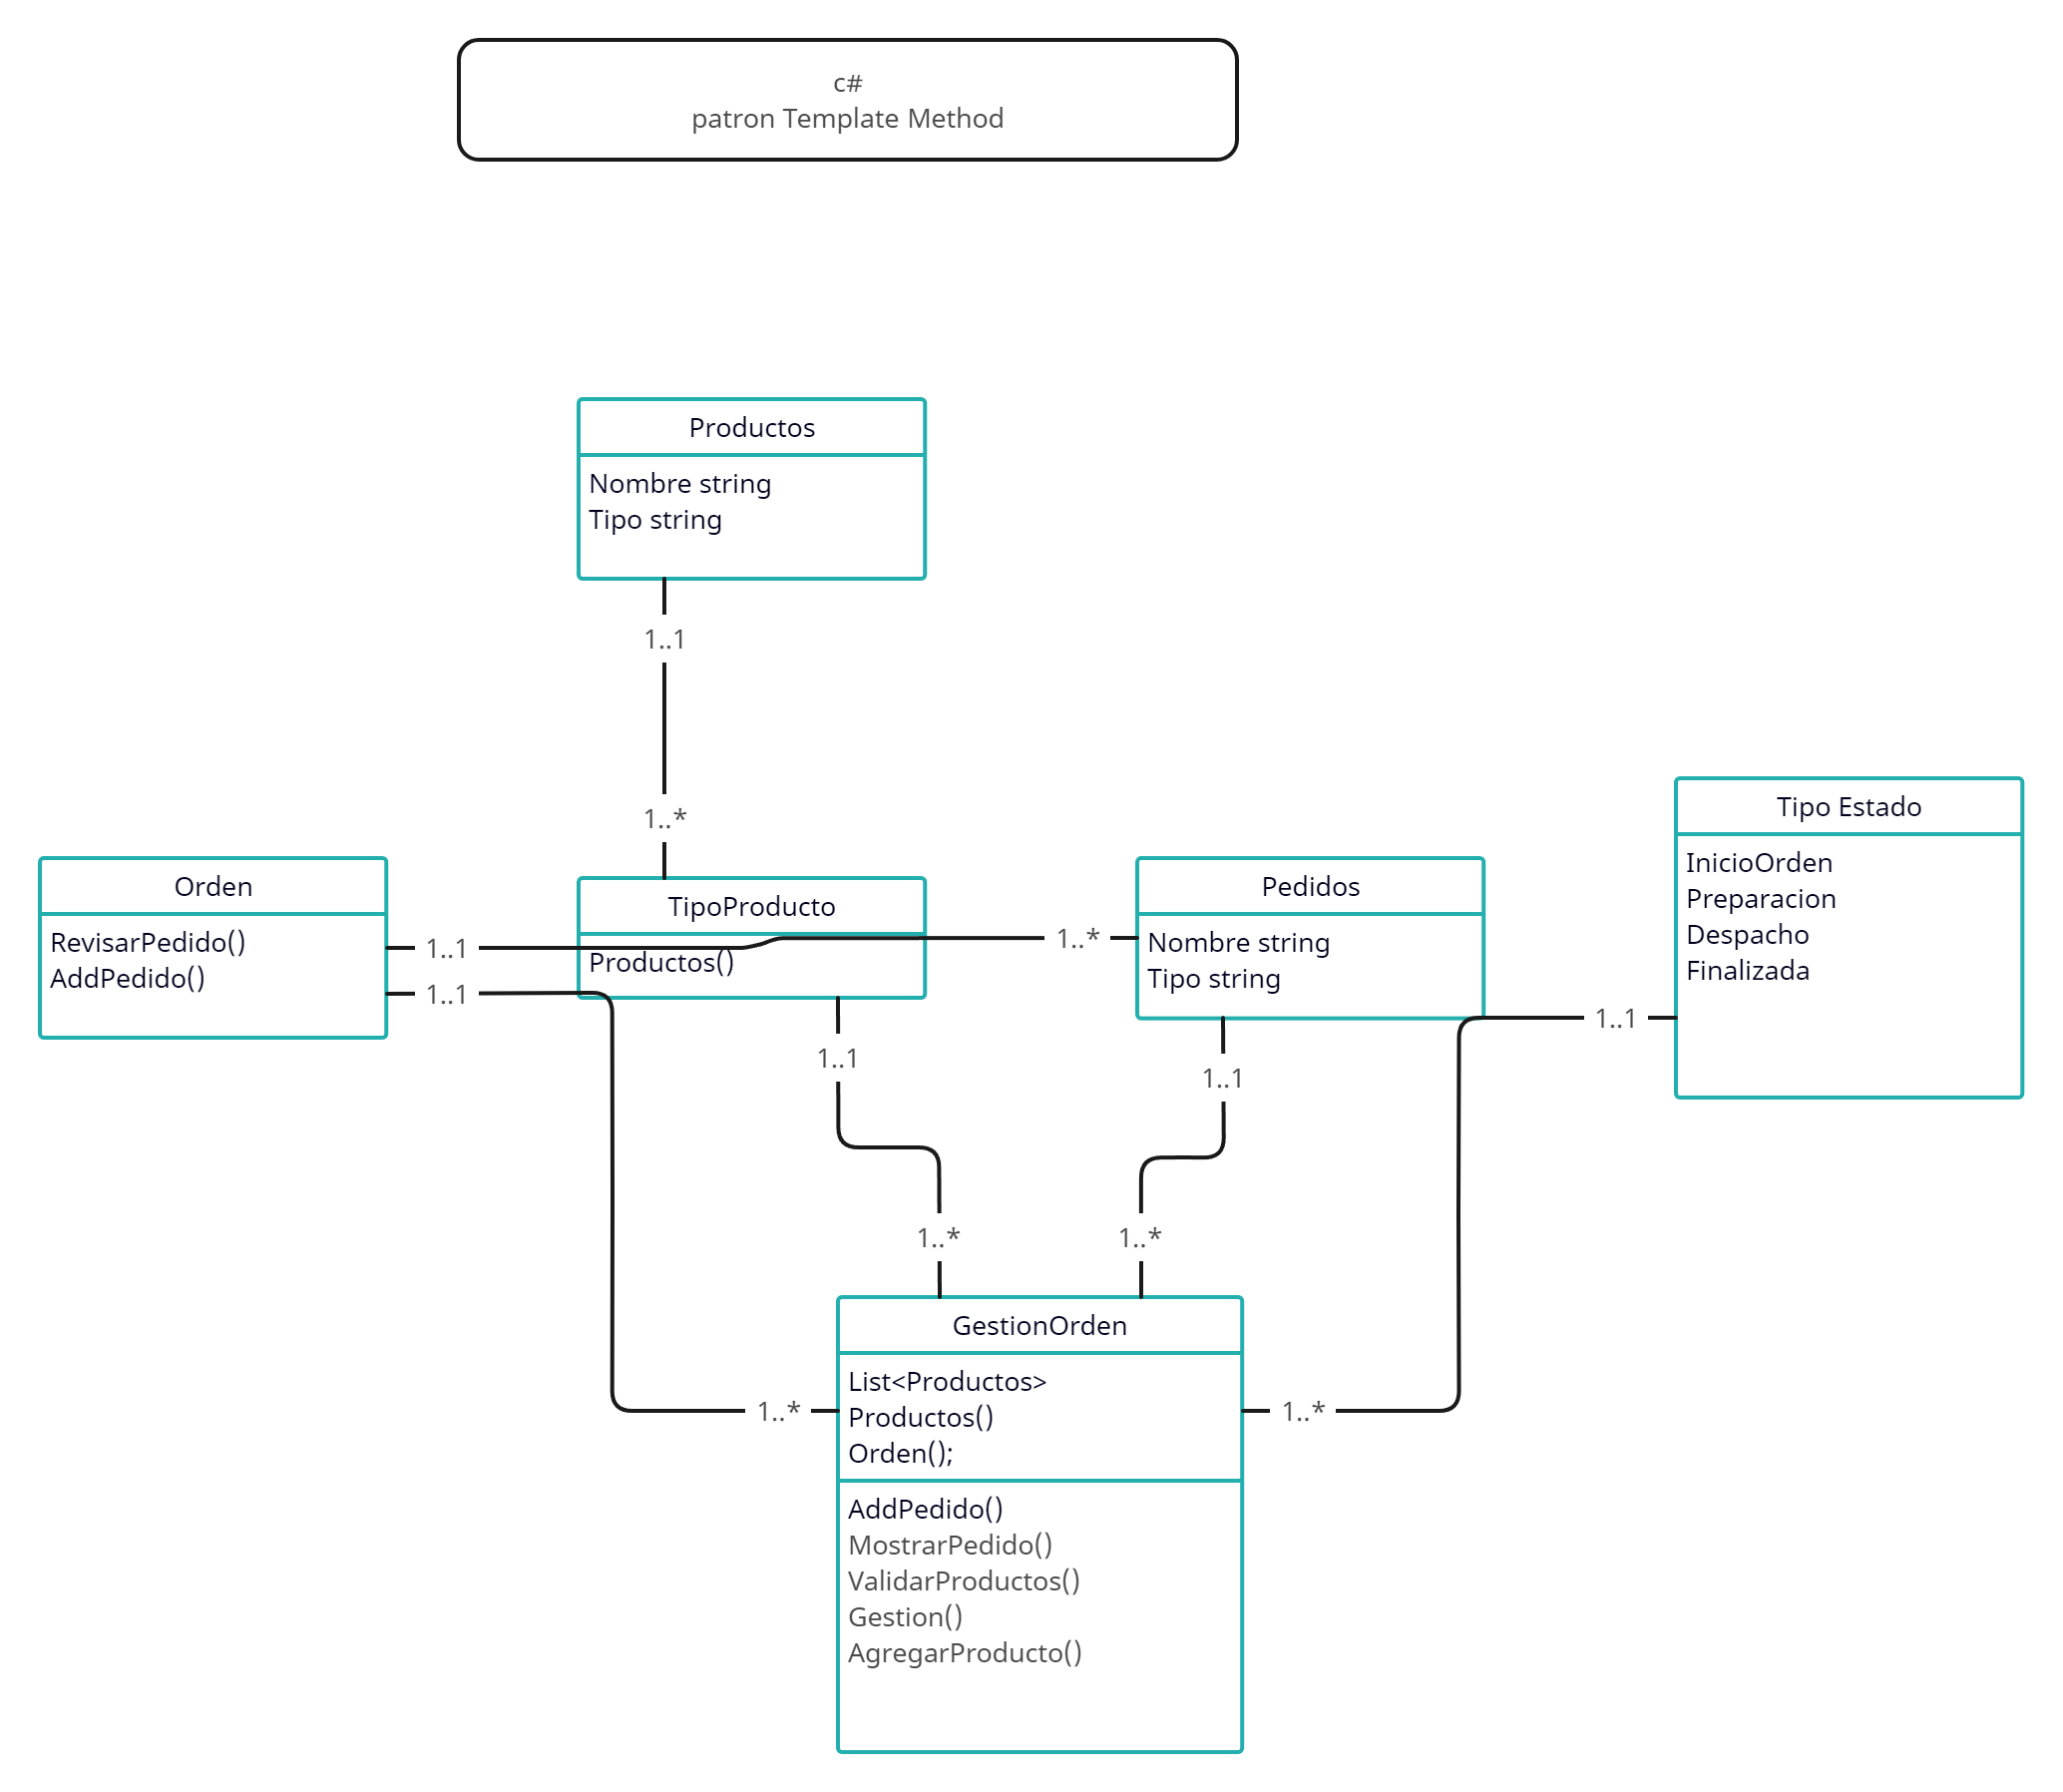 c#
patron Template Method
Productos
Nombre string
Tipo string
1..1
1..*
Tipo Estado
InicioOrden
Preparacion
Despacho
Finalizada
Orden
RevisarPedido()
AddPedido()
1..1
1..1
TipoProducto
Productos()
1..*
Pedidos
Nombre string
Tipo string
1..1
1..1
1..1
1..*
1..*
GestionOrden
List<Productos>
Productos()
Orden();
1..*
1..*
AddPedido()
MostrarPedido()
ValidarProductos()
Gestion()
AgregarProducto()